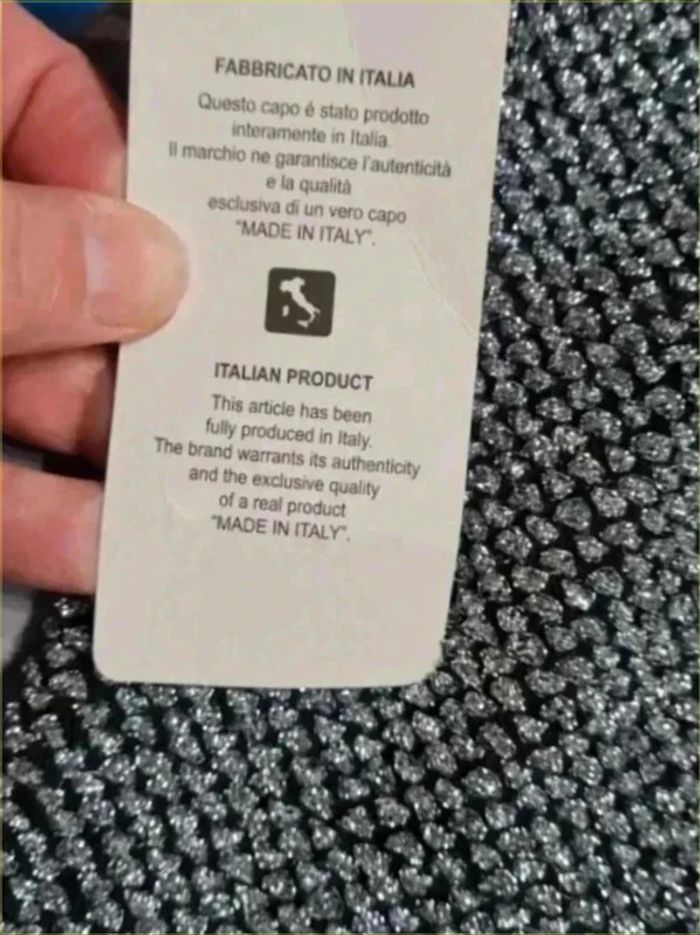 FABBRICATO IN ITALIA
Questo capo é stato prodotto
interamente in Italia.
Il marchio ne garantisce l'autenticità
e la qualità
esclusiva di un vero capo
"MADE IN ITALY".
ITALIAN PRODUCT
This article has been
fully produced in Italy.
The brand warrants its authenticity
and the exclusive quality
of a real product
"MADE IN ITALY".